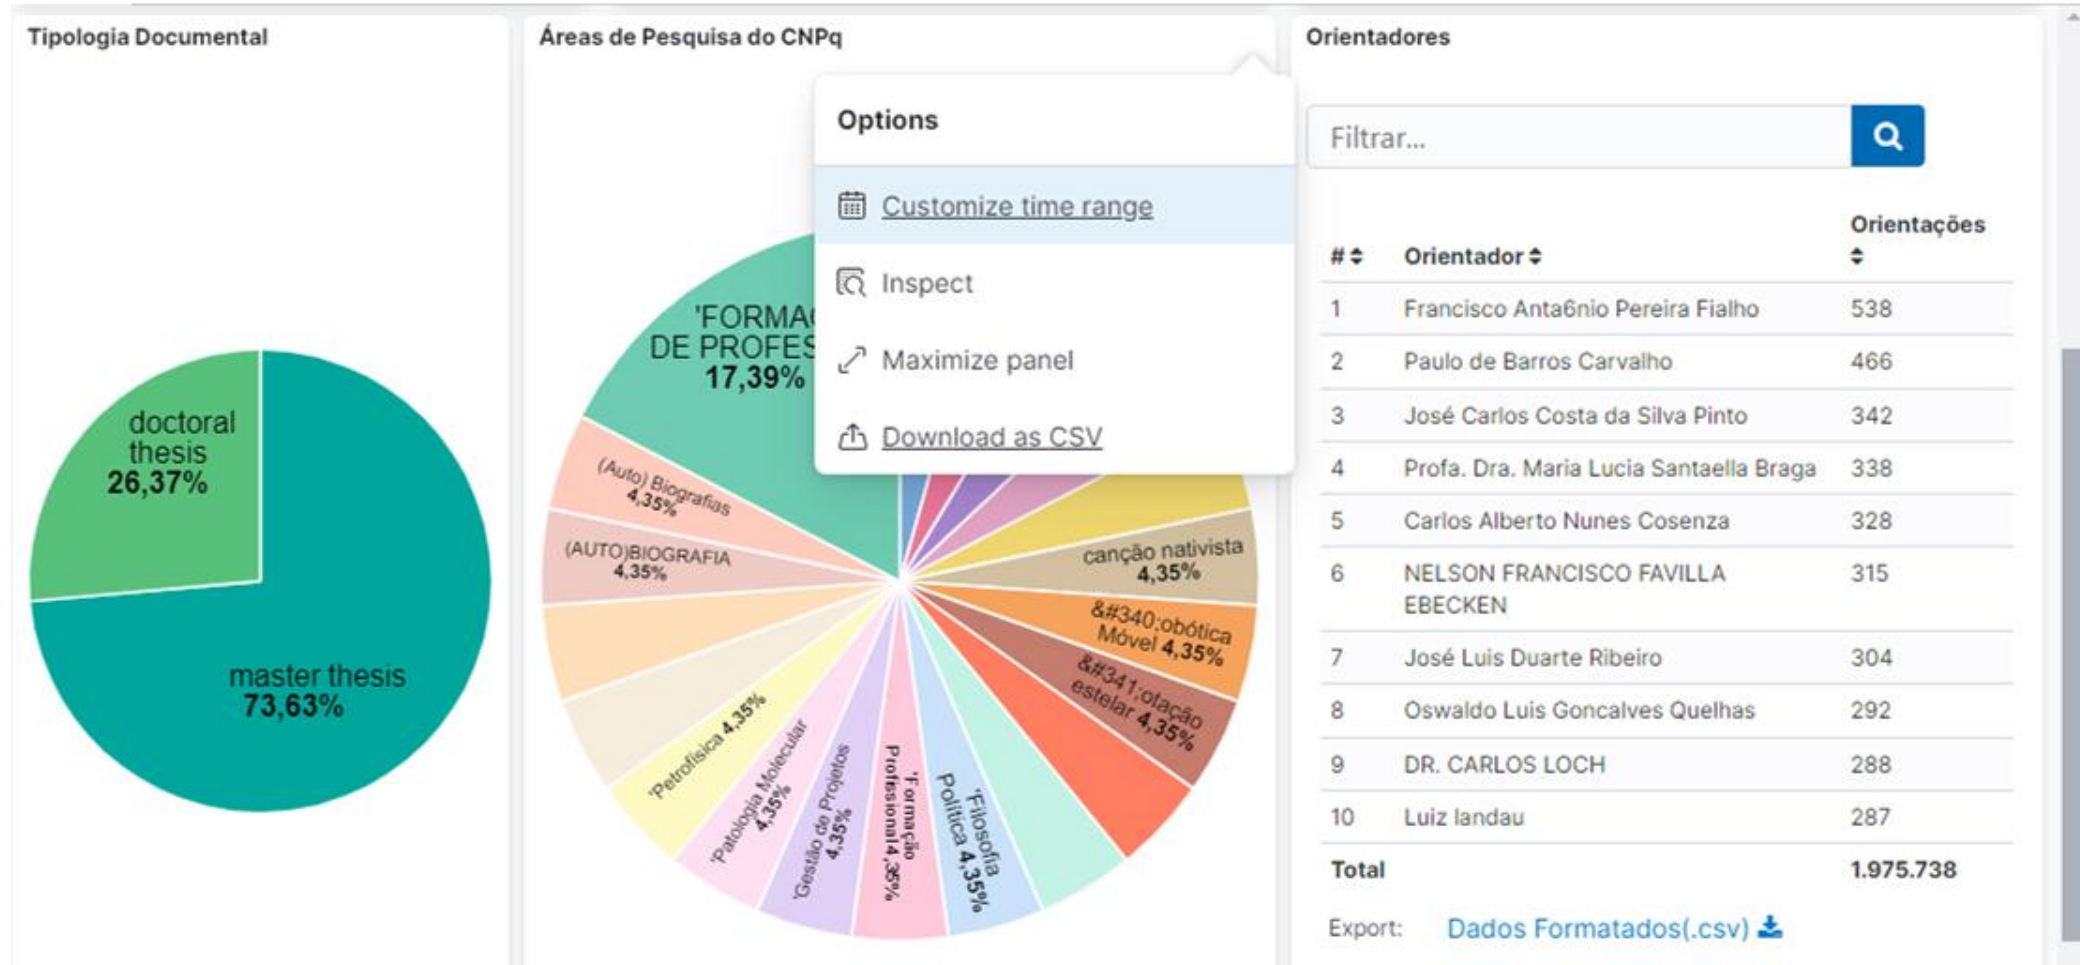 Tipologia Documental
doctoral
thesis
26,37%
master thesis
73,63%
Áreas de Pesquisa do CNPq
'FORMAÇ
DE PROFES
17,39%
(Auto) Biografias
4,35%
(AUTO)BIOGRAFIA
4,35%
'Petrofísica 4,35%
'Patologia Molecular
4,35%
'Gestão de Projetos
4,35%
'Formação
Profissional 4,35%
'Filosofia
Política 4,35%
&#341;otação
estelar 4,35%
&#340;obótica
Móvel 4,35%
canção nativista
4,35%
Options
Customize time range
Inspect
Maximize panel
Download as CSV
Orientadores
Filtrar...
# Orientador Orientações
1 Francisco Anta6nio Pereira Fialho 538
2 Paulo de Barros Carvalho 466
3 José Carlos Costa da Silva Pinto 342
4 Profa. Dra. Maria Lucia Santaella Braga 338
5 Carlos Alberto Nunes Cosenza 328
6 NELSON FRANCISCO FAVILLA 315
EBECKEN
7 José Luis Duarte Ribeiro 304
8 Oswaldo Luis Goncalves Quelhas 292
9 DR. CARLOS LOCH 288
10 Luiz landau 287
Total 1.975.738
Export: Dados Formatados(.csv)